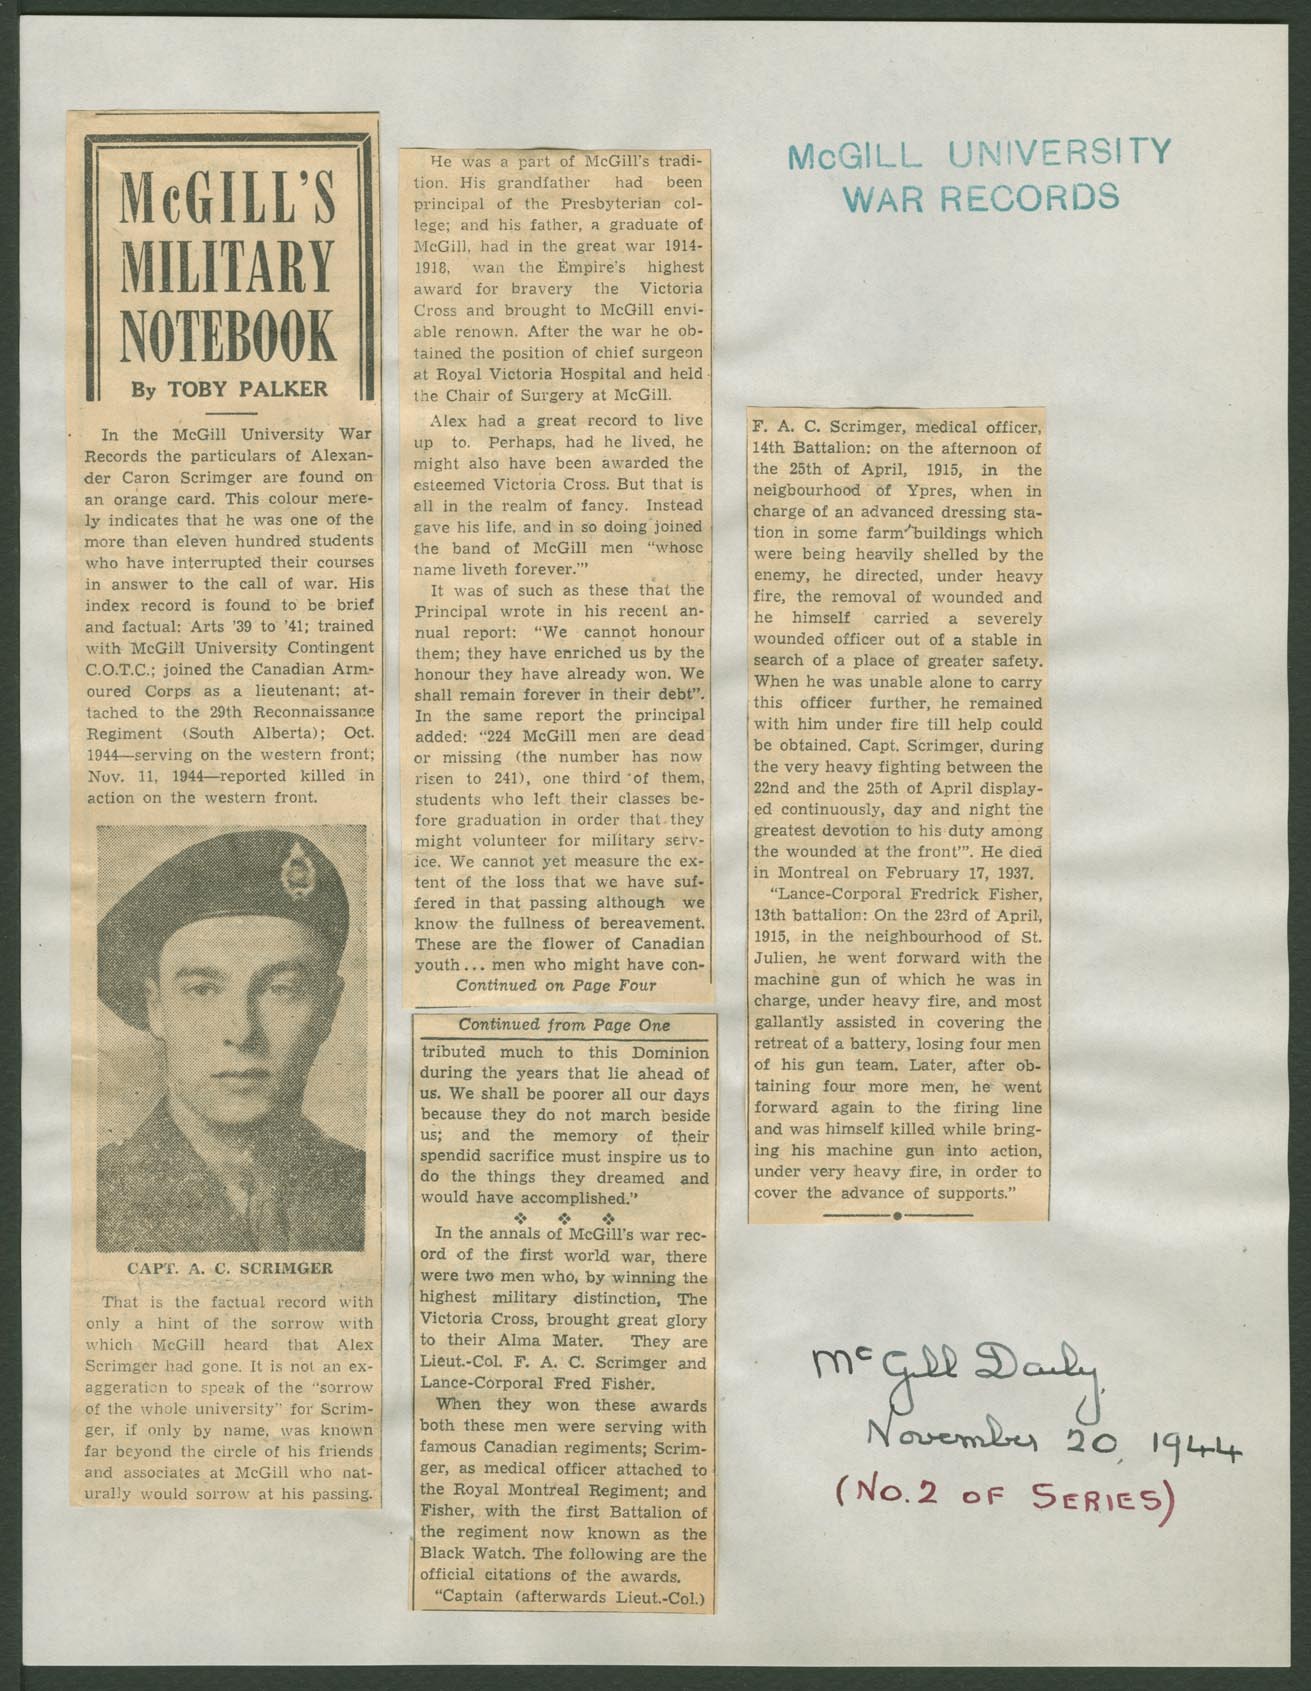 McGILL'S
MILITARY
NOTEBOOK
By TOBY PALKER
In the McGill University War
Records the particulars of Alexan-
der Caron Scrimger are found on
an orange card. This colour mere-
ly indicates that he was one of the
more than eleven hundred students
who have interrupted their courses
in answer to the call of war. His
index record is found to be brief
and factual: Arts '39 to '41; trained
with McGill University Contingent
C.O.T.C.; joined the Canadian Arm-
oured Corps as a lieutenant; at-
tached to the 29th Reconnaissance
Regiment (South Alberta); Oct.
1944—serving on the western front;
Nov. 11, 1944—reported killed in
action on the western front.
CAPT. A. C. SCRIMGER
That is the factual record with
only a hint of the sorrow with
which McGill heard that Alex
Scrimger had gone. It is not an ex-
aggeration to speak of the "sorrow
of the whole university" for Scrim-
ger, if only by name, was known
far beyond the circle of his friends
and associates at McGill who nat-
urally would sorrow at his passing.
He was a part of McGill's tradi-
tion. His grandfather had been
principal of the Presbyterian col-
lege; and his father, a graduate of
McGill, had in the great war 1914-
1918, wan the Empire's highest
award for bravery the Victoria
Cross and brought to McGill envi-
able renown. After the war he ob-
tained the position of chief surgeon
at Royal Victoria Hospital and held
the Chair of Surgery at McGill.
Alex had a great record to live
up to. Perhaps, had he lived, he
might also have been awarded the
esteemed Victoria Cross. But that is
all in the realm of fancy. Instead
gave his life, and in so doing joined
the band of McGill men "whose
name liveth forever."'
It was of such as these that the
Principal wrote in his recent an-
nual report: "We cannot honour
them; they have enriched us by the
honour they have already won. We
shall remain forever in their debt".
In the same report the principal
added: "224 McGill men are dead
or missing (the number has now
risen to 241), one third of them,
students who left their classes be-
fore graduation in order that they
might volunteer for military serv-
ice. We cannot yet measure the ex-
tent of the loss that we have suf-
fered in that passing although we
know the fullness of bereavement.
These are the flower of Canadian
youth... men who might have con-
Continued on Page Four
Continued from Page One
tributed much to this Dominion
during the years that lie ahead of
us. We shall be poorer all our days
because they do not march beside
us; and the memory of their
spendid sacrifice must inspire us to
do the things they dreamed and
would have accomplished."
In the annals of McGill's war rec-
ord of the first world war, there
were two men who, by winning the
highest military distinction, The
Victoria Cross, brought great glory
to their Alma Mater. They are
Lieut.-Col. F. A. C. Scrimger and
Lance-Corporal Fred Fisher.
When they won these awards
both these men were serving with
famous Canadian regiments; Scrim-
ger, as medical officer attached to
the Royal Montreal Regiment; and
Fisher, with the first Battalion of
the regiment now known as the
Black Watch. The following are the
official citations of the awards.
"Captain (afterwards Lieut.-Col.)
McGILL UNIVERSITY
WAR RECORDS
F. A. C. Scrimger, medical officer,
14th Battalion: on the afternoon of
the 25th of April, 1915, in the
neigbourhood of Ypres, when in
charge of an advanced dressing sta-
tion in some farm buildings which
were being heavily shelled by the
enemy, he directed, under heavy
fire, the removal of wounded and
he himself carried a severely
wounded officer out of a stable in
search of a place of greater safety.
When he was unable alone to carry
this officer further, he remained
with him under fire till help could
be obtained. Capt. Scrimger, during
the very heavy fighting between the
22nd and the 25th of April display-
ed continuously, day and night the
greatest devotion to his duty among
the wounded at the front'". He died
in Montreal on February 17, 1937.
"Lance-Corporal Fredrick Fisher,
13th battalion: On the 23rd of April,
1915, in the neighbourhood of St.
Julien, he went forward with the
machine gun of which he was in
charge, under heavy fire, and most
gallantly assisted in covering the
retreat of a battery, losing four men
of his gun team. Later, after ob-
taining four more men, he went
forward again to the firing line
and was himself killed while bring-
ing his machine gun into action,
under very heavy fire, in order to
cover the advance of supports."
McGill Daily,
November 20, 1944
(No. 2 OF SERIES)